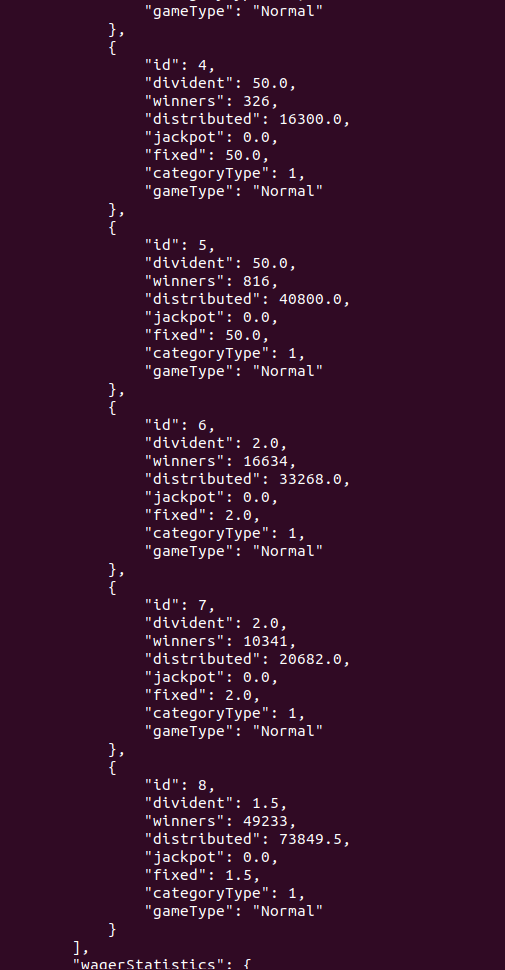 "gameType": "Normal"
},
{
"id": 4,
"divident": 50.0,
"winners": 326,
"distributed": 16300.0,
"jackpot": 0.0,
"fixed": 50.0,
"categoryType": 1,
"gameType": "Normal"
},
{
"id": 5,
"divident": 50.0,
"winners": 816,
"distributed": 40800.0,
"jackpot": 0.0,
"fixed": 50.0,
"categoryType": 1,
"gameType": "Normal"
},
{
"id": 6,
"divident": 2.0,
"winners": 16634,
"distributed": 33268.0,
"jackpot": 0.0,
"fixed": 2.0,
"categoryType": 1,
"gameType": "Normal"
},
{
"id": 7,
"divident": 2.0,
"winners": 10341,
"distributed": 20682.0,
"jackpot": 0.0,
"fixed": 2.0,
"categoryType": 1,
"gameType": "Normal"
},
{
"id": 8,
"divident": 1.5,
"winners": 49233,
"distributed": 73849.5,
"jackpot": 0.0,
"fixed": 1.5,
"categoryType": 1,
"gameType": "Normal"
}
],
"wagerStatistics": {